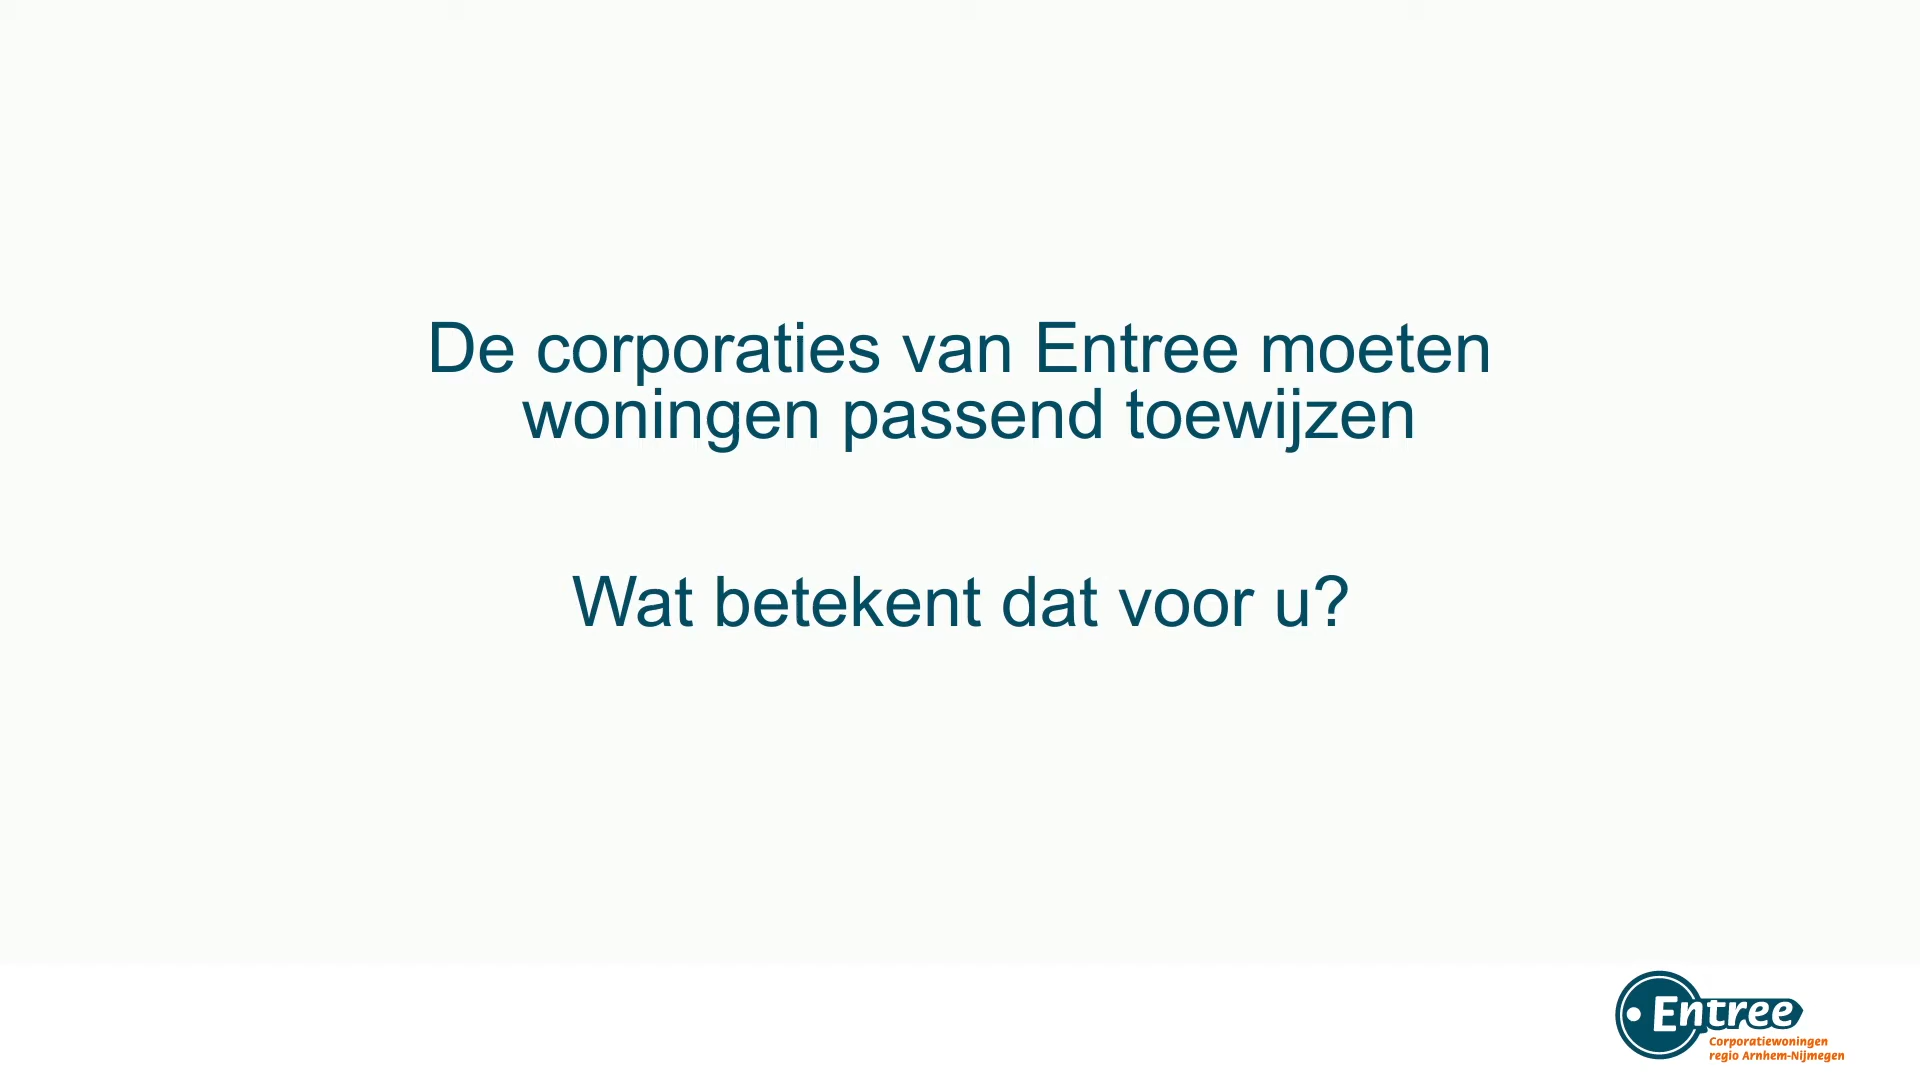 De corporaties van Entree moeten
woningen passend toewijzen
Wat betekent dat voor u?
Entree
Corporatiewoningen
regio Arnhem-Nijmegen